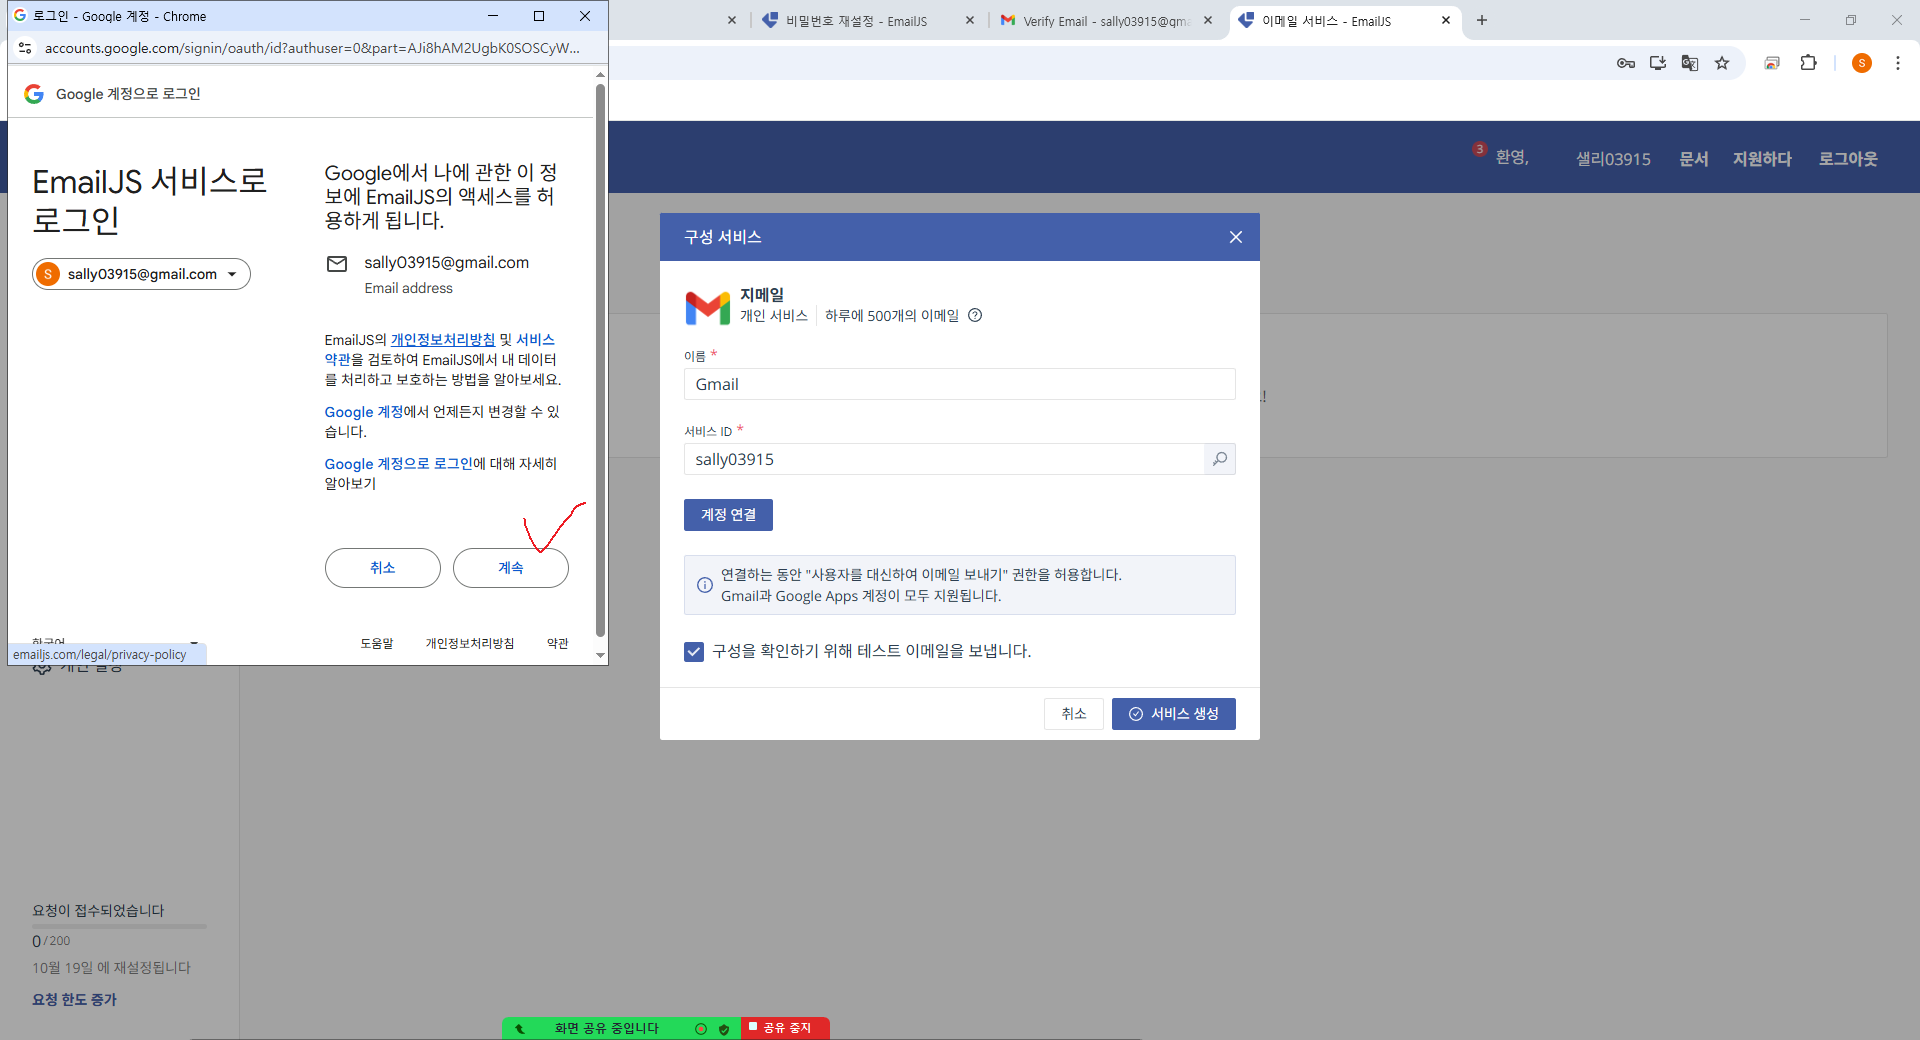 로그인 - Google 계정 - Chrome
accounts.google.com/signin/oauth/id?authuser=0&part=AJi8hAM2UgbK0SOSCyW...
Google 계정으로 로그인
EmailJS 서비스로
로그인
S sally03915@gmail.com
Google에서 나에 관한 이 정
보에 EmailJS의 액세스를 허
용하게 됩니다.
sally03915@gmail.com
Email address
EmailJS의 개인정보처리방침 및 서비스
약관을 검토하여 EmailJS에서 내 데이터
를 처리하고 보호하는 방법을 알아보세요.
Google 계정에서 언제든지 변경할 수 있
습니다.
Google 계정으로 로그인에 대해 자세히
알아보기
취소
계속
한국어
도움말
개인정보처리방침
약관
emailjs.com/legal/privacy-policy
비밀번호 재설정 - EmailJS
Verify Email - sally03915@gma
이메일 서비스 - EmailJS
S
3
환영,
샐리03915
문서
지원하다
로그아웃
구성 서비스
지메일
개인 서비스
하루에 500개의 이메일
이름 *
Gmail
서비스 ID *
sally03915
계정 연결
연결하는 동안 "사용자를 대신하여 이메일 보내기" 권한을 허용합니다.
Gmail과 Google Apps 계정이 모두 지원됩니다.
구성을 확인하기 위해 테스트 이메일을 보냅니다.
취소
서비스 생성
요청이 접수되었습니다
0/200
10월 19일 에 재설정됩니다
요청 한도 증가
화면 공유 중입니다
공유 중지